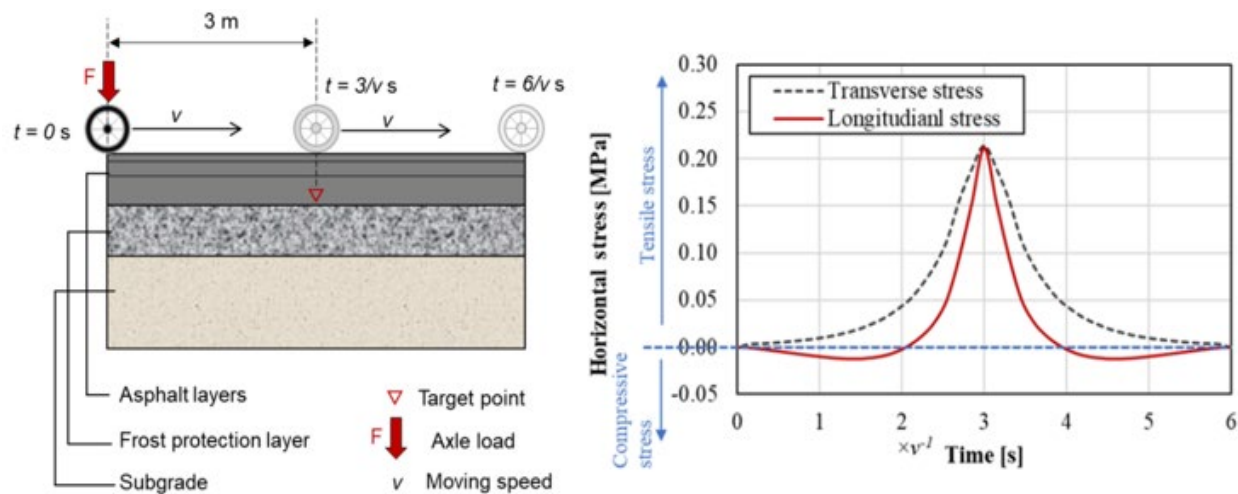 3 m
F
t = 3/v s
t = 6/v s
t = 0 s
v
v
Asphalt layers
Frost protection layer
Subgrade
Target point
F Axle load
v Moving speed
Horizontal stress [MPa]
Tensile stress
Compressive
stress
0.30
0.25
0.20
0.15
0.10
0.05
0.00
-0.05
Transverse stress
Longitudianl stress
0 1 2 3 4 5 6
×v⁻¹ Time [s]